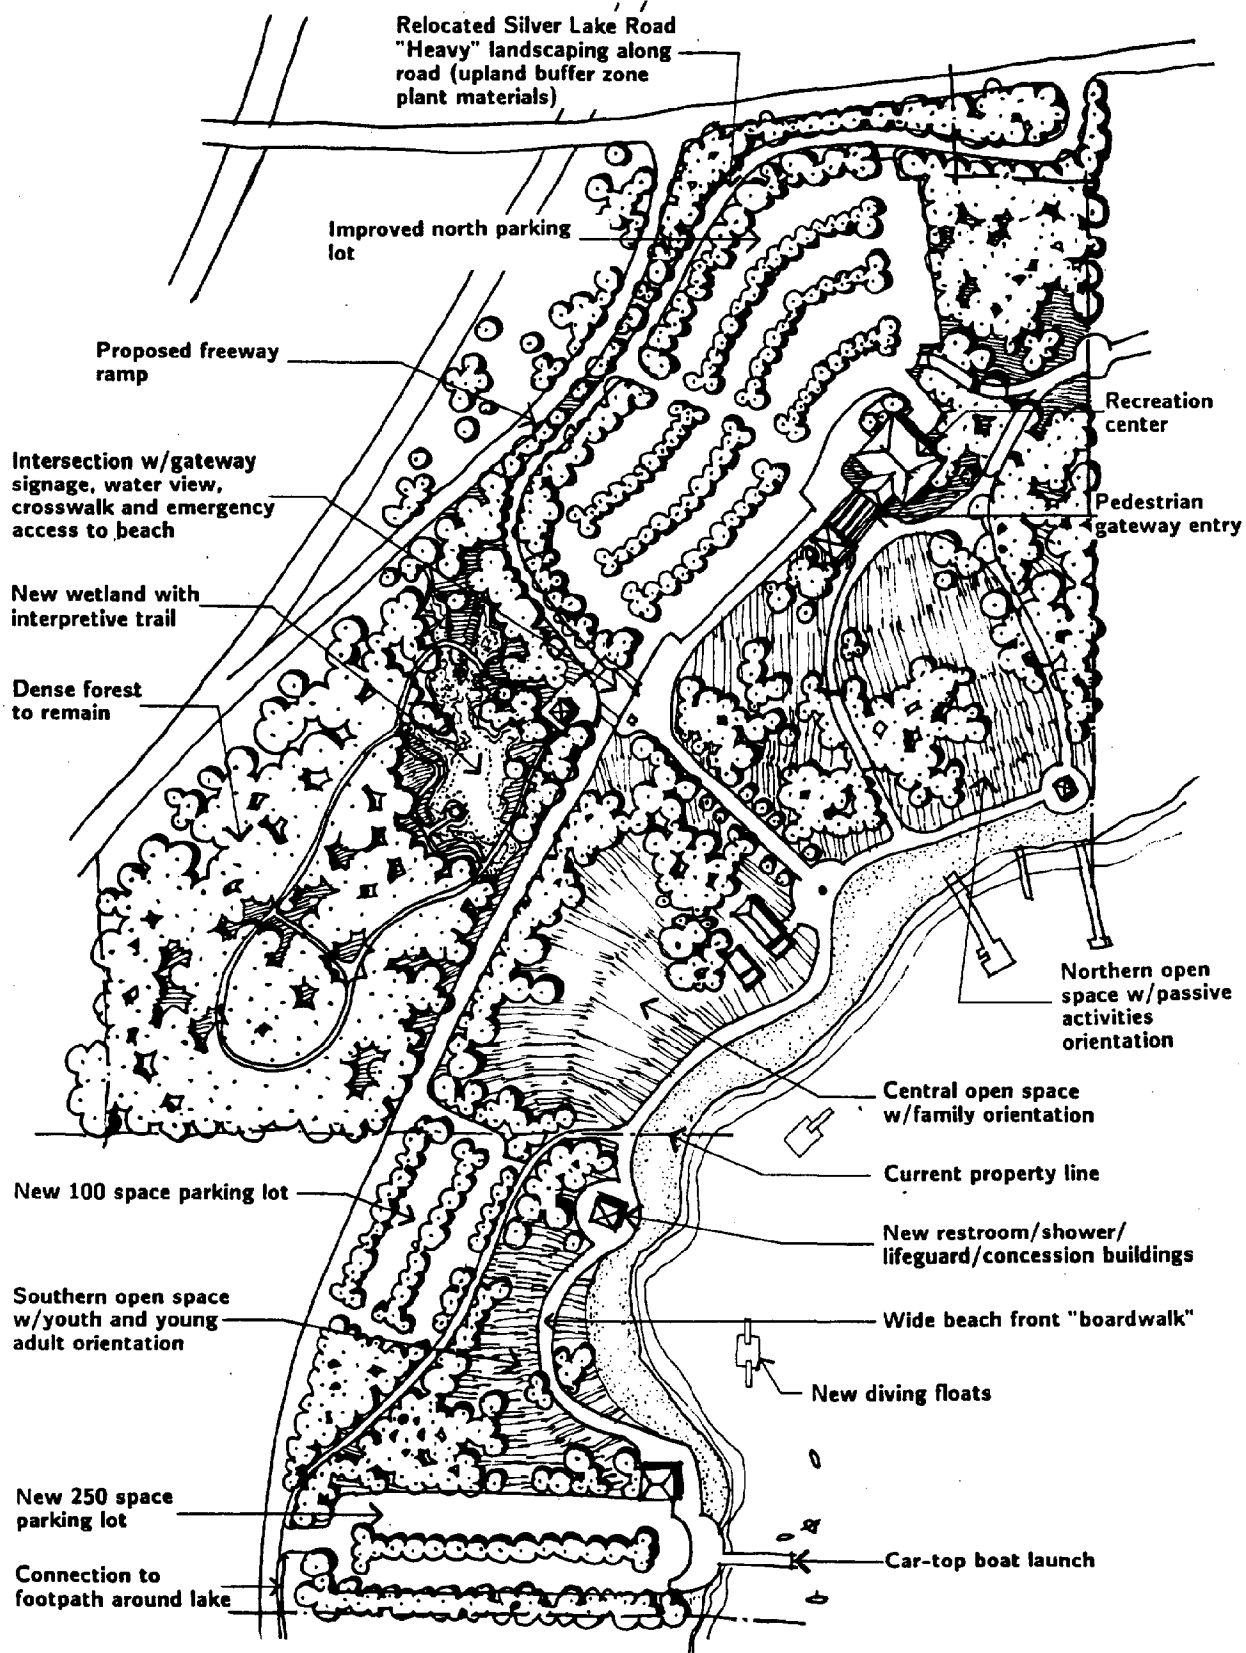 Relocated Silver Lake Road
"Heavy" landscaping along
road (upland buffer zone
plant materials)
Improved north parking
lot
Proposed freeway
ramp
Recreation
center
Intersection w/gateway
signage, water view,
crosswalk and emergency
access to beach
Pedestrian
gateway entry
New wetland with
interpretive trail
Dense forest
to remain
Northern open
space w/passive
activities
orientation
Central open space
w/family orientation
Current property line
New 100 space parking lot
New restroom/shower/
lifeguard/concession buildings
Southern open space
w/youth and young
adult orientation
Wide beach front "boardwalk"
New diving floats
New 250 space
parking lot
Car-top boat launch
Connection to
footpath around lake